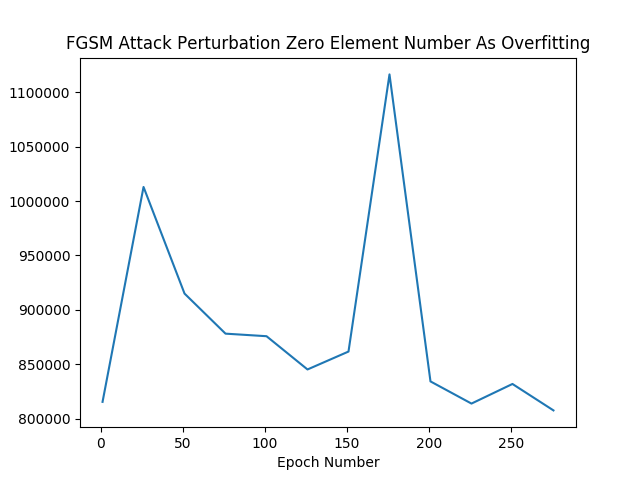 FGSM Attack Perturbation Zero Element Number As Overfitting
1100000
1050000
1000000
950000
900000
850000
800000
0 50 100 150 200 250
Epoch Number